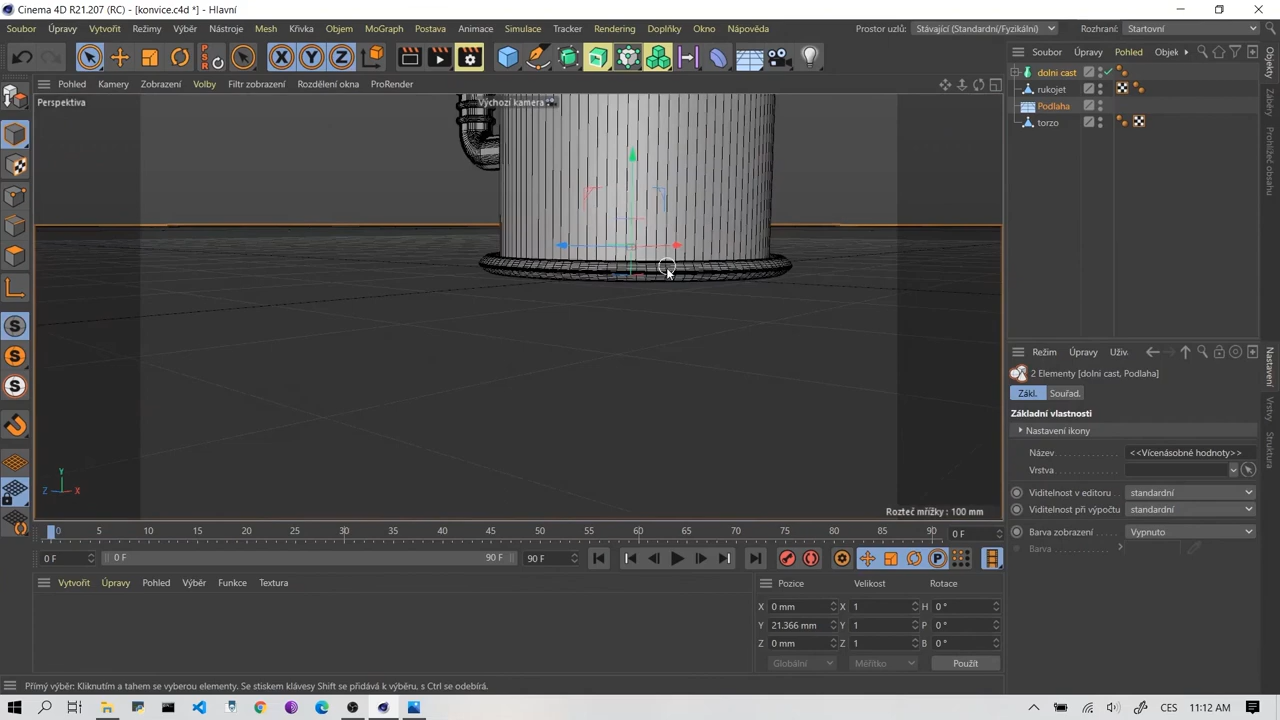 Cinema 4D R21.207 (RC) - [konvice.c4d *] - Hlavní
Soubor Úpravy Vytvořit Režimy Výběr Nástroje Mesh Křivka Objem MoGraph Postava Animace Simulace Tracker Rendering Doplňky Okno Nápověda
Prostor uzlů: Stávající (Standardní/Fyzikální)
Rozhraní: Startovní
Pohled Kamery Zobrazení Volby Filtr zobrazení Rozdělení okna ProRender
Perspektiva
Výchozí kamera
Rozteč mřížky : 100 mm
Y
Z X
Soubor Úpravy Pohled Objek
dolni cast
rukojet
Podlaha
torzo
Objekty
Záběry
Prohlížeč obsahu
Režim Úpravy Uživ.
2 Elementy [dolni cast, Podlaha]
Zákl. Souřad.
Základní vlastnosti
Nastavení ikony
Název <<Vícenásobné hodnoty>>
Vrstva
Viditelnost v editoru standardní
Viditelnost při výpočtu standardní
Barva zobrazení Vypnuto
Barva
Nastavení
Vrstvy
Struktura
0 5 10 15 20 25 30 35 40 45 50 55 60 65 70 75 80 85 90 0 F
0 F 0 F 90 F 90 F
Vytvořit Úpravy Pohled Výběr Funkce Textura
Pozice Velikost Rotace
X 0 mm X 1 H 0 °
Y 21.366 mm Y 1 P 0 °
Z 0 mm Z 1 B 0 °
Globální Měřítko Použít
Přímý výběr: Kliknutím a tahem se vyberou elementy. Se stiskem klávesy Shift se přidává k výběru, s Ctrl se odebírá.
CES 11:12 AM